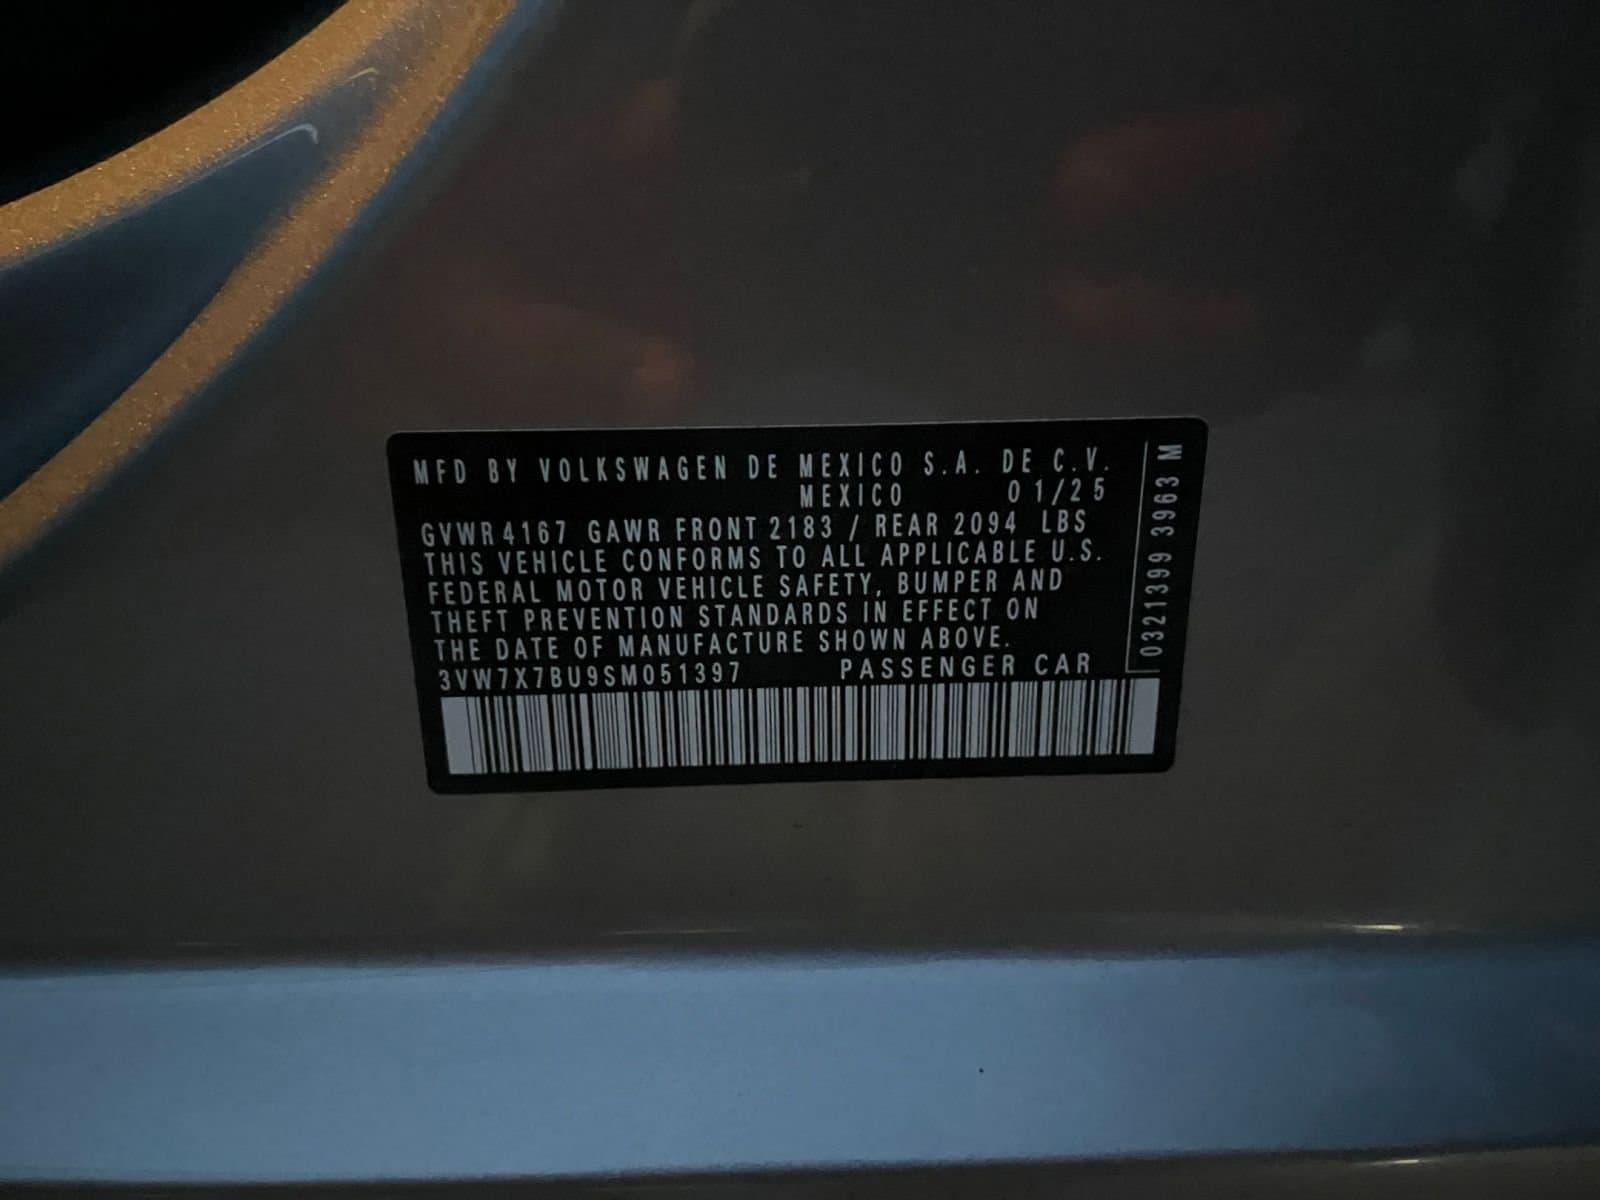 MFD BY VOLKSWAGEN DE MEXICO S.A. DE C.V.
MEXICO 01/25
GVWR 4167 GAWR FRONT 2183 / REAR 2094 LBS
THIS VEHICLE CONFORMS TO ALL APPLICABLE U.S.
FEDERAL MOTOR VEHICLE SAFETY, BUMPER AND
THEFT PREVENTION STANDARDS IN EFFECT ON
THE DATE OF MANUFACTURE SHOWN ABOVE.
3VW7X7BU9SM051397 PASSENGER CAR
0321399 3963 M